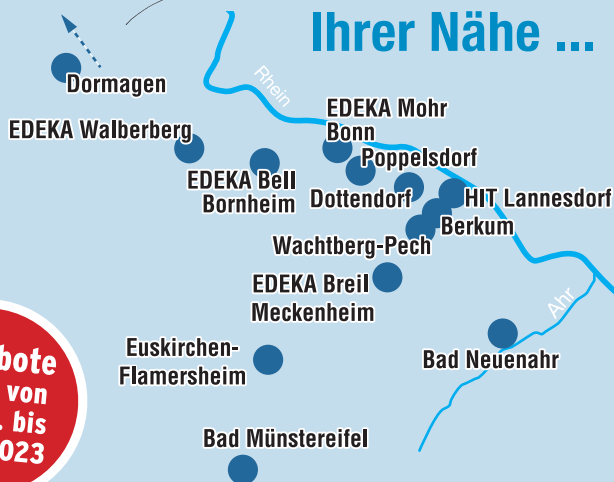 Ihrer Nähe ...
Rhein
Dormagen
EDEKA Mohr
Bonn
EDEKA Walberberg
Poppelsdorf
EDEKA Bell
Bornheim
Dottendorf
HIT Lannesdorf
Berkum
Wachtberg-Pech
EDEKA Breil
Meckenheim
Ahr
Euskirchen-
Flamersheim
Bad Neuenahr
bote
von
. bis
023
Bad Münstereifel